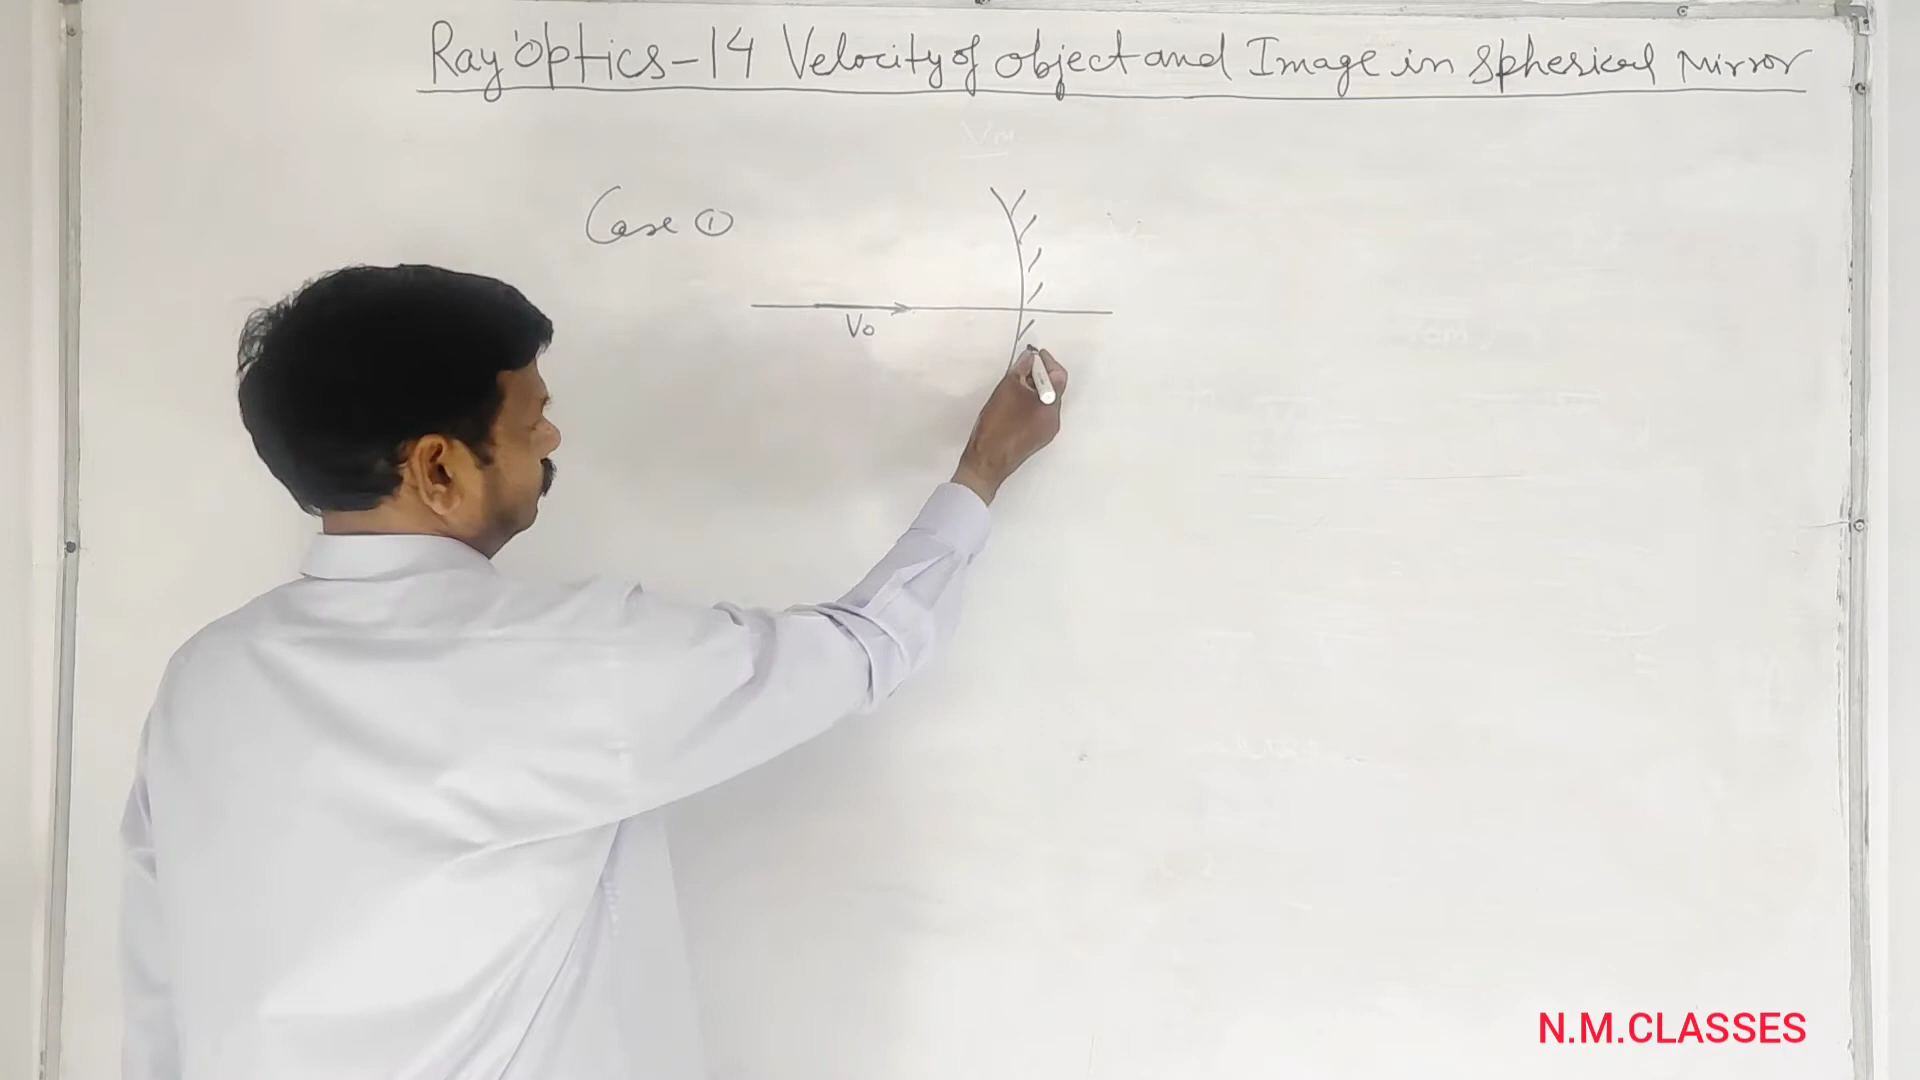 Ray Optics-14 Velocity of object and Image in Spherical Mirror
Case ①
Vo
N.M.CLASSES